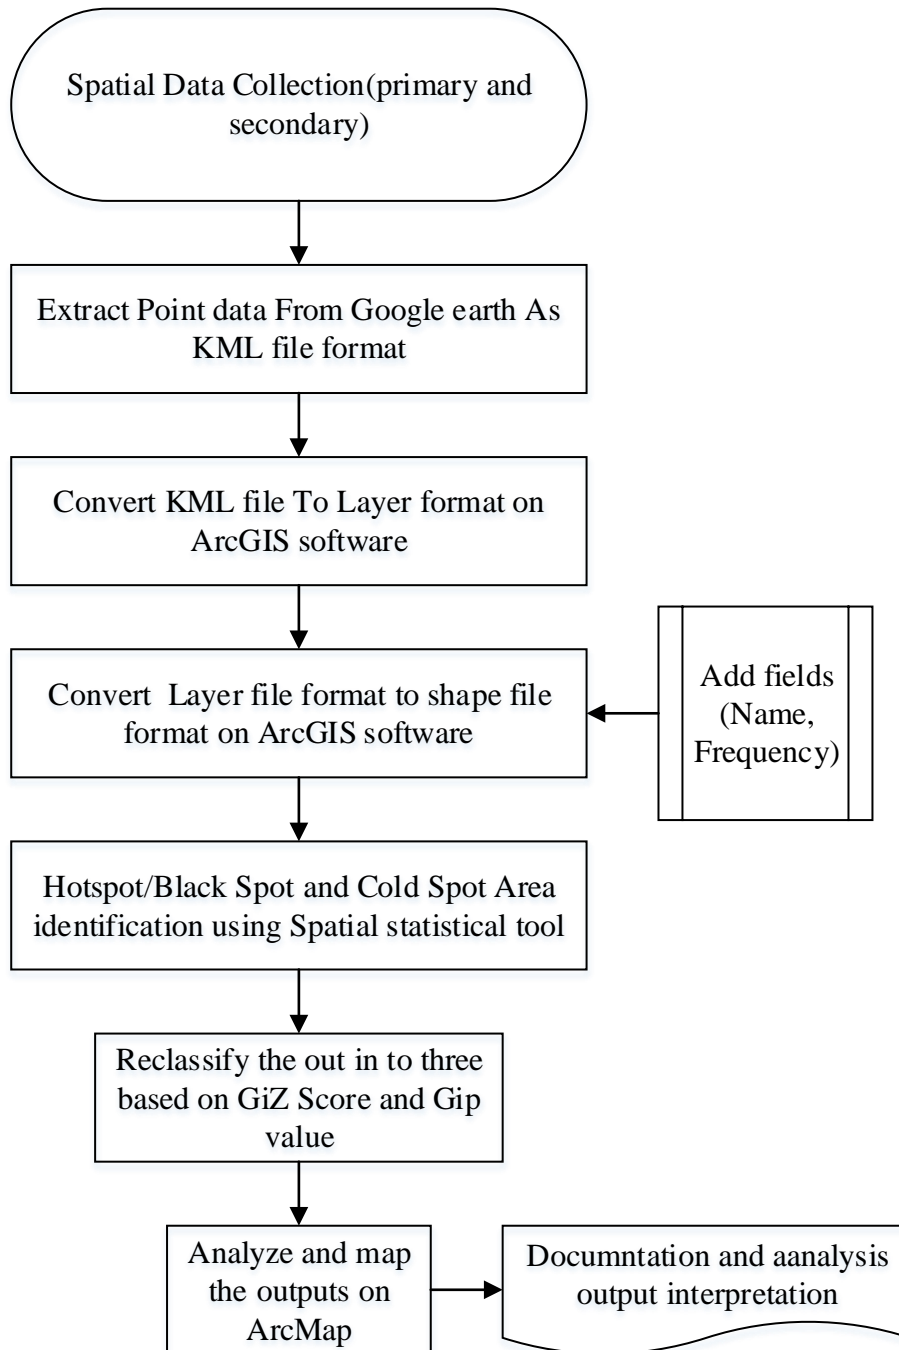 Spatial Data Collection(primary and
secondary)
Extract Point data From Google earth As
KML file format
Convert KML file To Layer format on
ArcGIS software
Convert  Layer file format to shape file
format on ArcGIS software
Add fields
(Name,
Frequency)
Hotspot/Black Spot and Cold Spot Area
identification using Spatial statistical tool
Reclassify the out in to three
based on GiZ Score and Gip
value
Analyze and map
the outputs on
ArcMap
Documntation and aanalysis
output interpretation